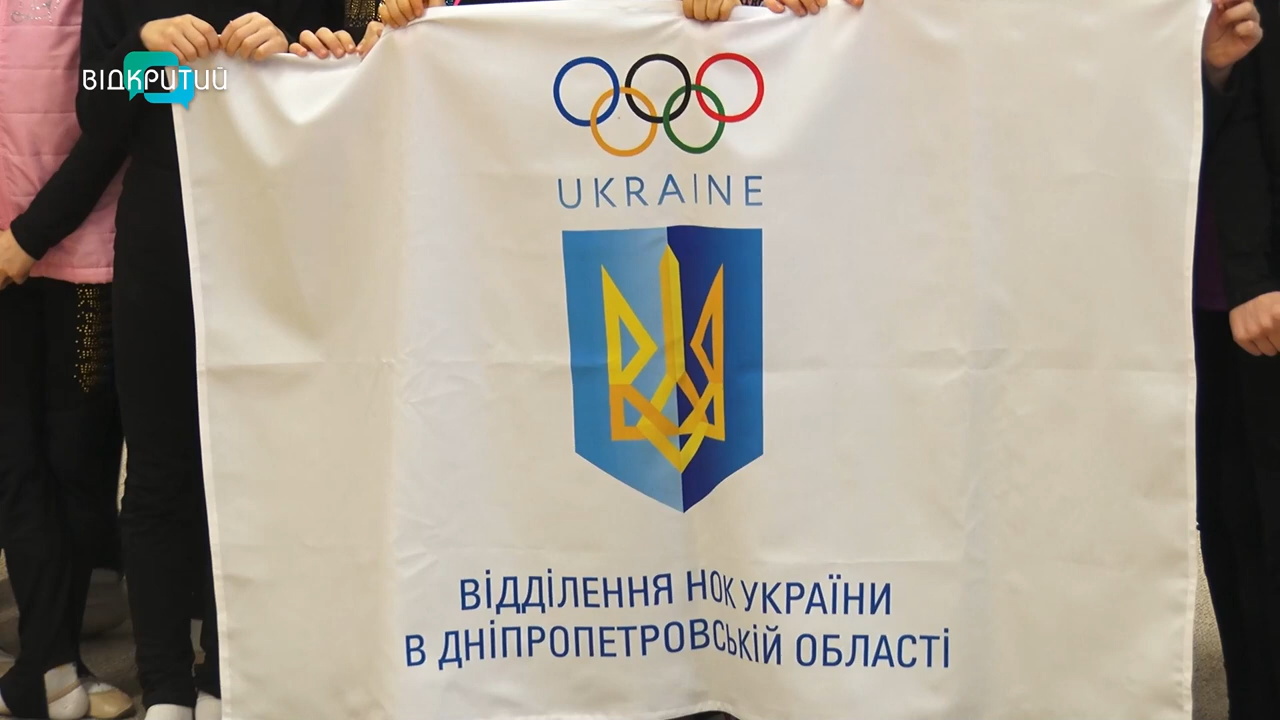 ВІДКРИТИЙ
UKRAINE
ВІДДІЛЕННЯ НОК УКРАЇНИ
В ДНІПРОПЕТРОВСЬКІЙ ОБЛАСТІ